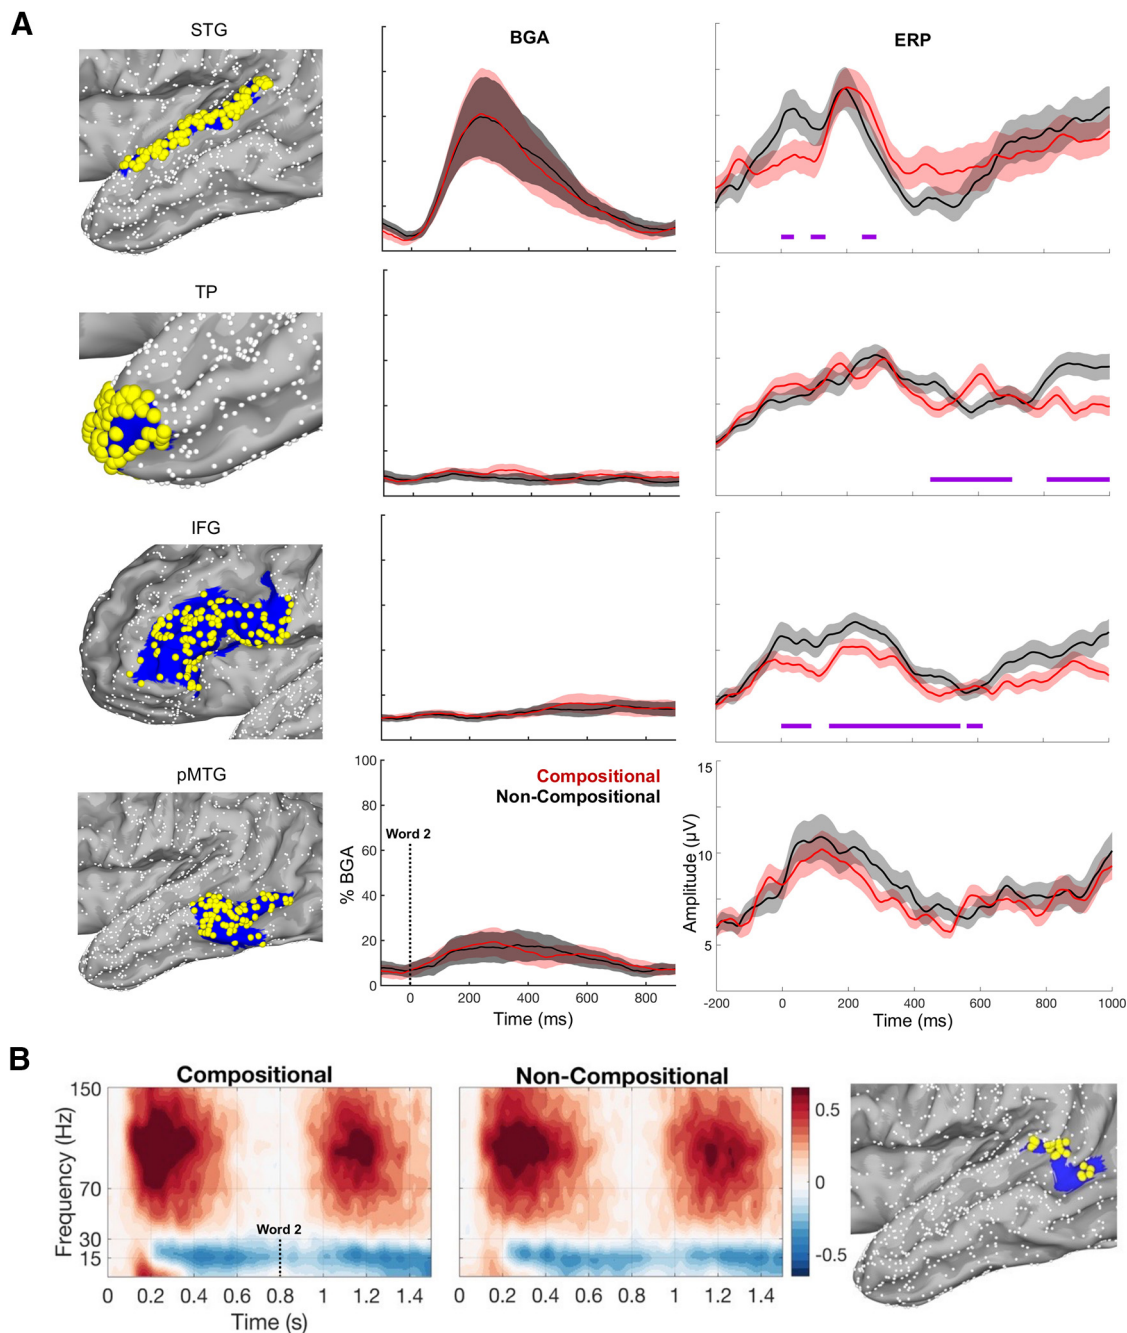 A
STG
BGA
ERP
TP
IFG
pMTG
100
80
60
40
20
0
% BGA
Compositional
Non-Compositional
Word 2
0 200 400 600 800
Time (ms)
15
10
5
Amplitude (μV)
-200 0 200 400 600 800 1000
Time (ms)
B
Compositional
Non-Compositional
150
70
30
15
Frequency (Hz)
Word 2
0 0.2 0.4 0.6 0.8 1 1.2 1.4
Time (s)
0 0.2 0.4 0.6 0.8 1 1.2 1.4
0.5
0
-0.5